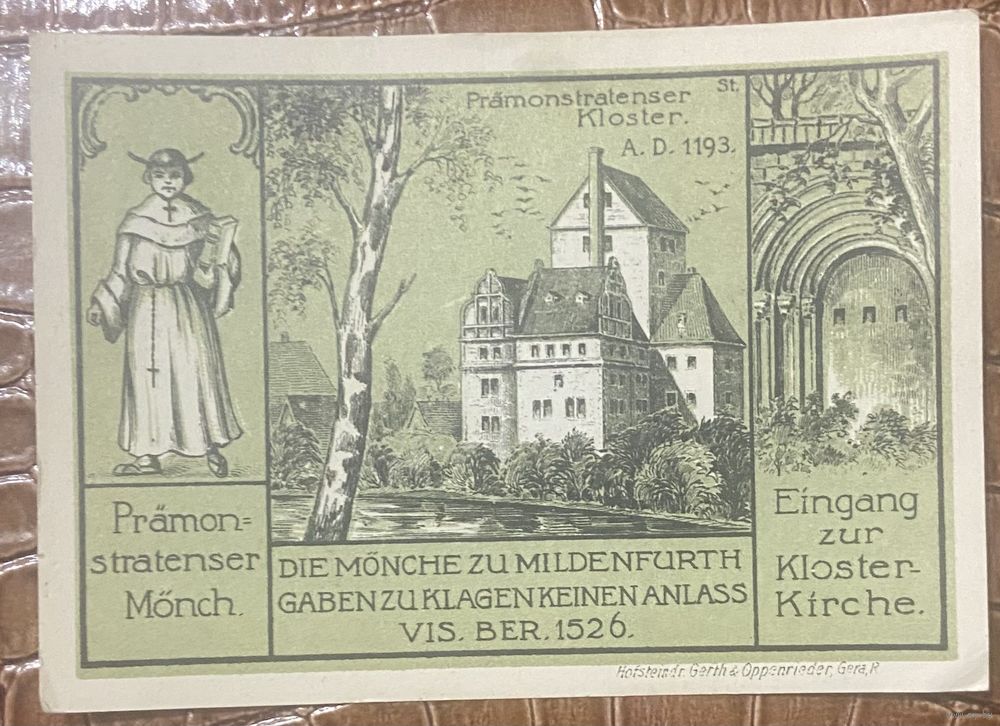 Prämonstratenser St.
Kloster.
A. D. 1193.
Prämon=
stratenser
Mönch.
DIE MÖNCHE ZU MILDENFURTH
GABEN ZU KLAGEN KEINEN ANLASS
VIS. BER. 1526.
Eingang
zur
Kloster-
Kirche.
Hofsteindr. Gerth & Oppenrieder, Gera, R